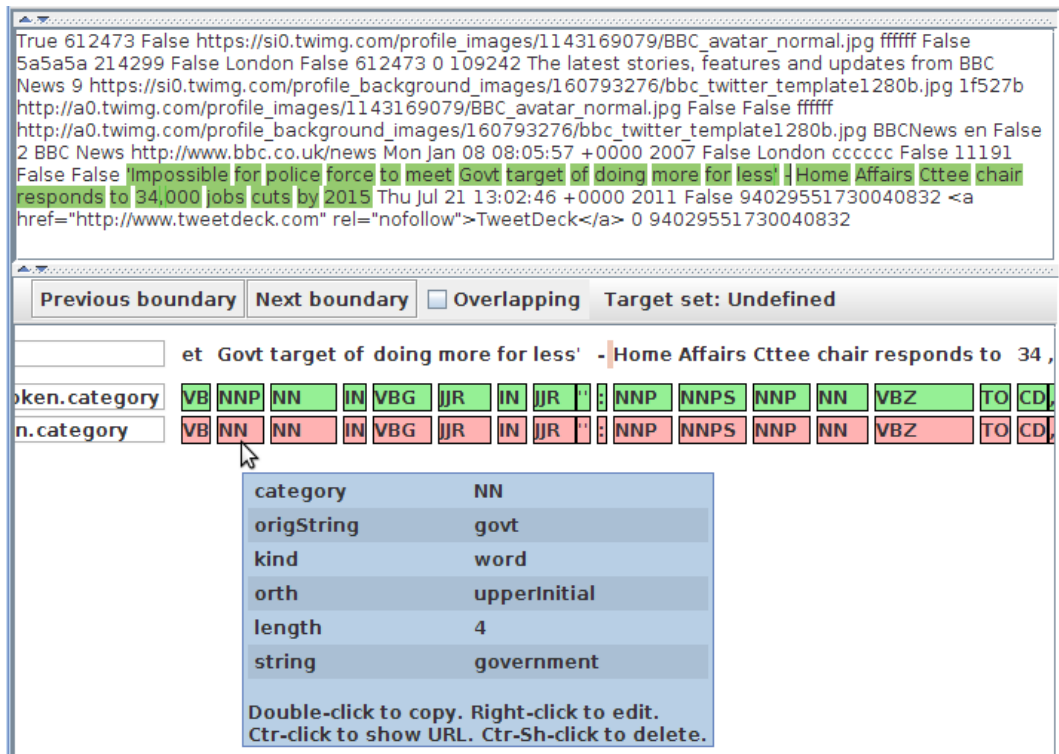 True 612473 False https://si0.twimg.com/profile_images/1143169079/BBC_avatar_normal.jpg ffffff False
5a5a5a 214299 False London False 612473 0 109242 The latest stories, features and updates from BBC
News 9 https://si0.twimg.com/profile_background_images/160793276/bbc_twitter_template1280b.jpg 1f527b
http://a0.twimg.com/profile_images/1143169079/BBC_avatar_normal.jpg False False ffffff
http://a0.twimg.com/profile_background_images/160793276/bbc_twitter_template1280b.jpg BBCNews en False
2 BBC News http://www.bbc.co.uk/news Mon Jan 08 08:05:57 +0000 2007 False London cccccc False 11191
False False 'Impossible for police force to meet Govt target of doing more for less' - Home Affairs Cttee chair
responds to 34,000 jobs cuts by 2015 Thu Jul 21 13:02:46 +0000 2011 False 94029551730040832 <a
href="http://www.tweetdeck.com" rel="nofollow">TweetDeck</a> 0 94029551730040832
Previous boundary Next boundary Overlapping Target set: Undefined
et Govt target of doing more for less' - Home Affairs Cttee chair responds to 34 ,
oken.category VB NNP NN IN VBG JJR IN JJR '' : NNP NNPS NNP NN VBZ TO CD ,
n.category VB NN NN IN VBG JJR IN JJR '' : NNP NNPS NNP NN VBZ TO CD ,
category NN
origString govt
kind word
orth upperInitial
length 4
string government
Double-click to copy. Right-click to edit.
Ctr-click to show URL. Ctr-Sh-click to delete.